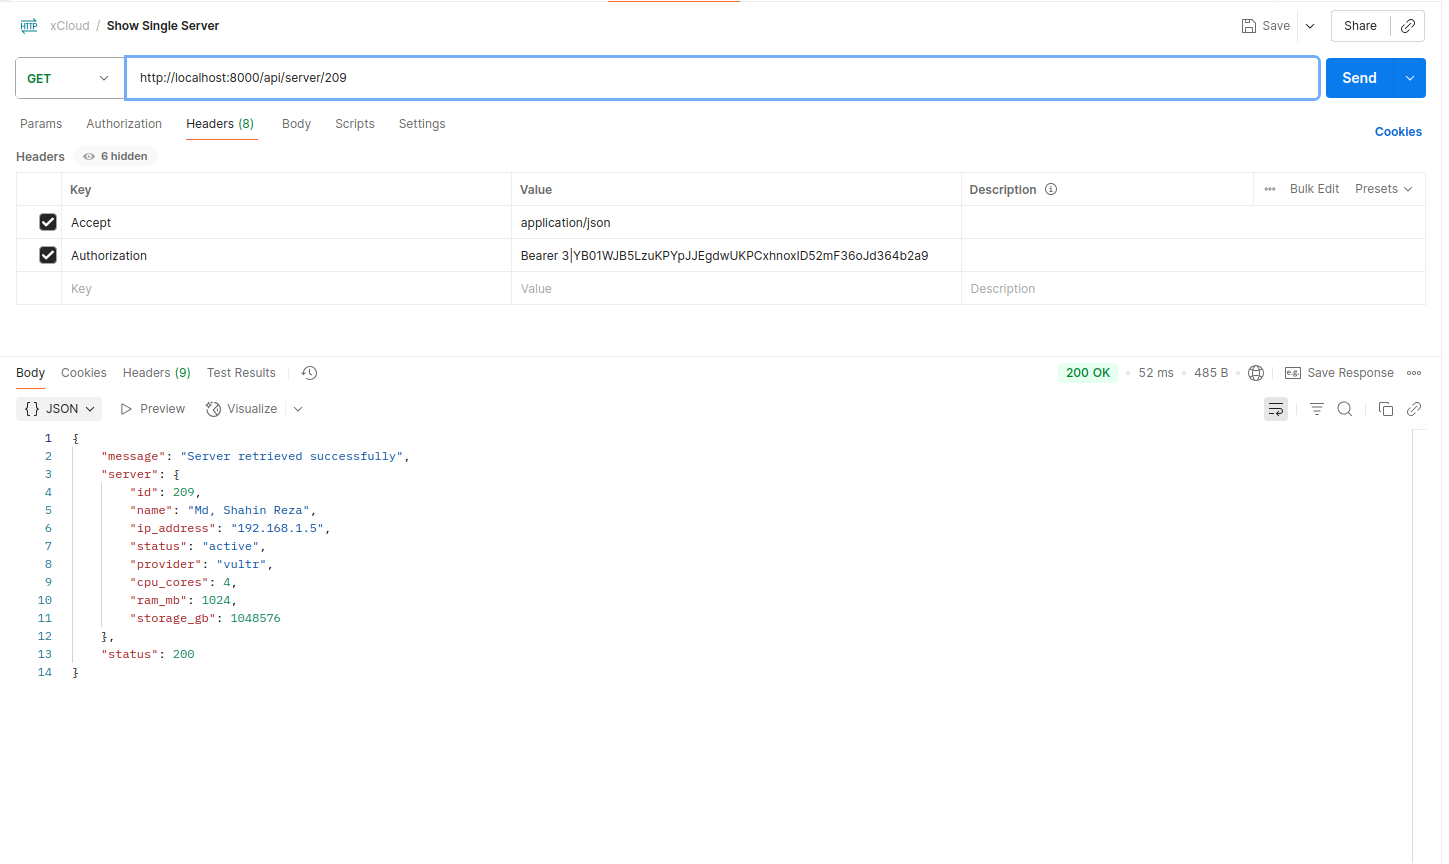 HTTP xCloud / Show Single Server Save Share
GET http://localhost:8000/api/server/209 Send
Params Authorization Headers (8) Body Scripts Settings Cookies
Headers 6 hidden
Key Value Description Bulk Edit Presets
Accept application/json
Authorization Bearer 3|YB01WJB5LzuKPYpJJEgdwUKPCxhnoxID52mF36oJd364b2a9
Key Value Description
Body Cookies Headers (9) Test Results 200 OK • 52 ms • 485 B • e.g. Save Response
{} JSON Preview Visualize
1 {
2 "message": "Server retrieved successfully",
3 "server": {
4 "id": 209,
5 "name": "Md, Shahin Reza",
6 "ip_address": "192.168.1.5",
7 "status": "active",
8 "provider": "vultr",
9 "cpu_cores": 4,
10 "ram_mb": 1024,
11 "storage_gb": 1048576
12 },
13 "status": 200
14 }